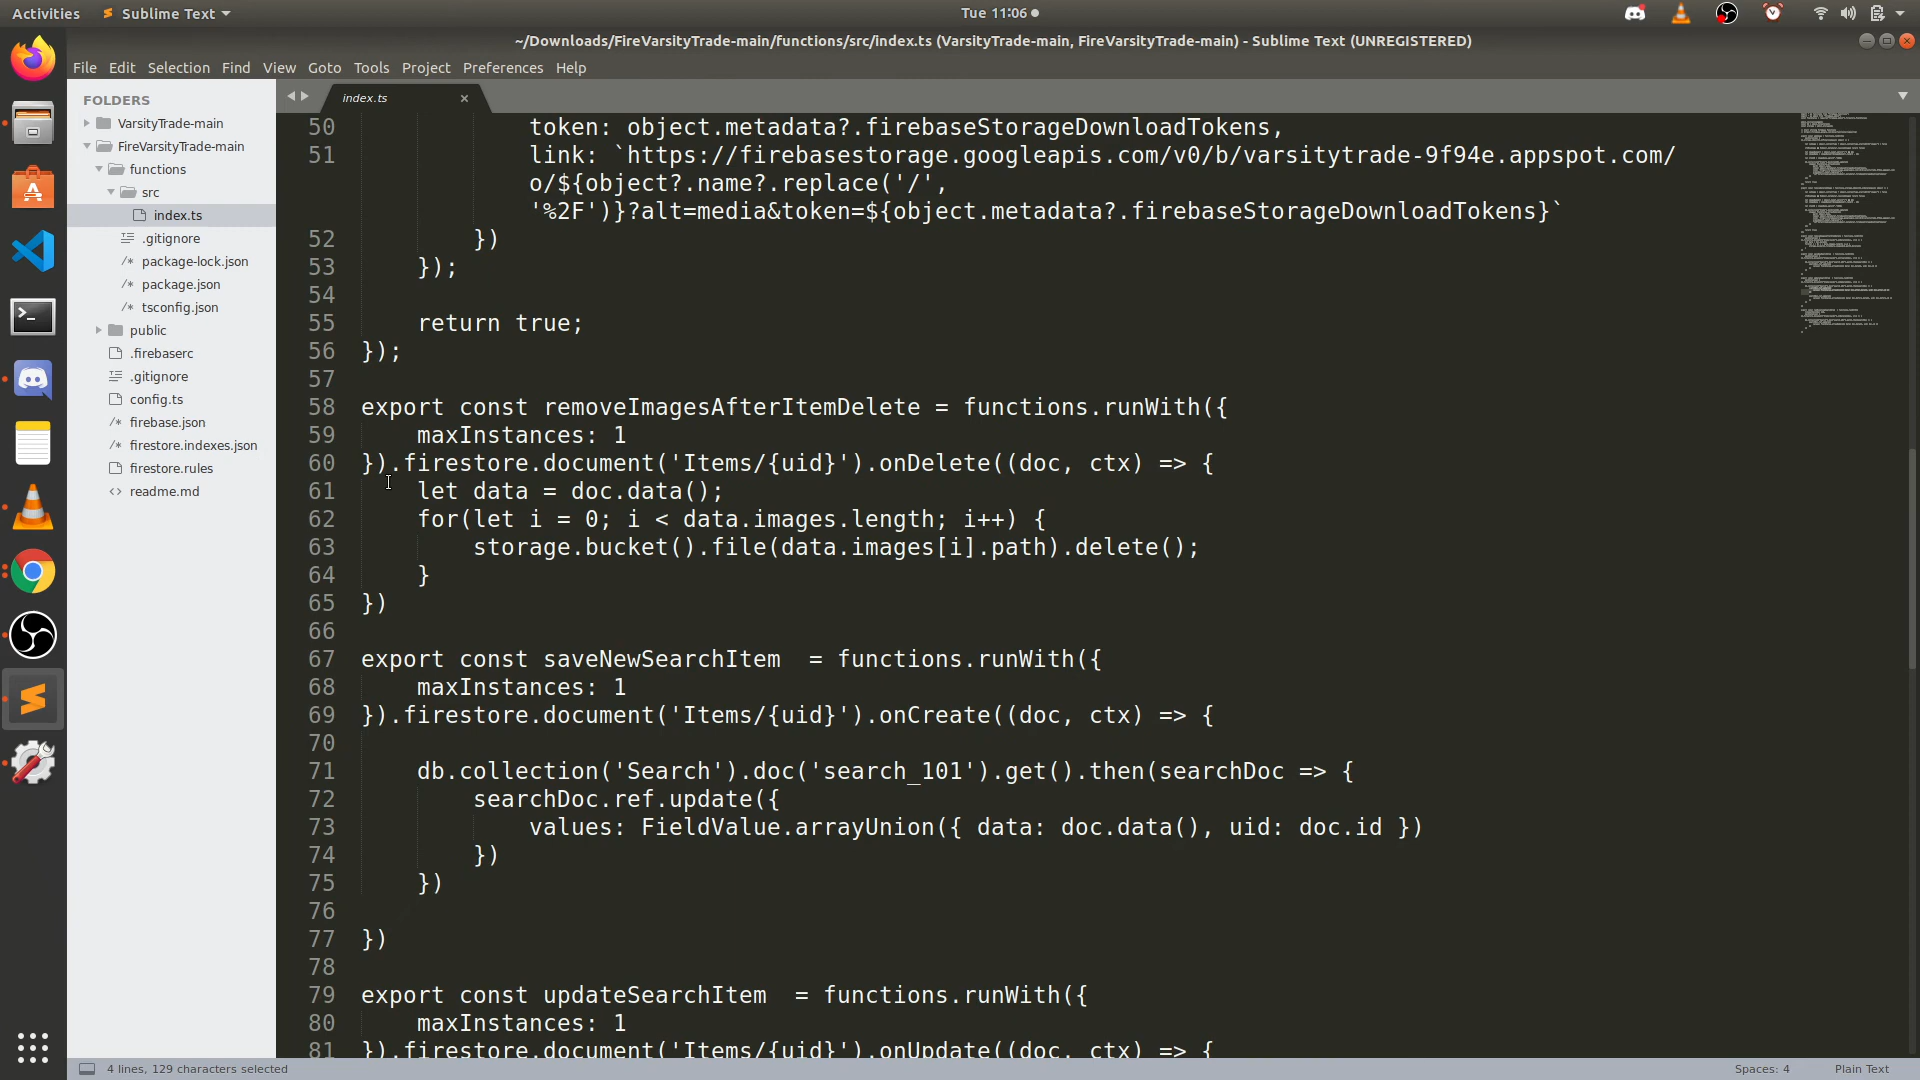 Activities
Sublime Text
Tue 11:06
~/Downloads/FireVarsityTrade-main/functions/src/index.ts (VarsityTrade-main, FireVarsityTrade-main) - Sublime Text (UNREGISTERED)
File Edit Selection Find View Goto Tools Project Preferences Help
FOLDERS
VarsityTrade-main
FireVarsityTrade-main
functions
src
index.ts
.gitignore
package-lock.json
package.json
tsconfig.json
public
.firebaserc
.gitignore
config.ts
firebase.json
firestore.indexes.json
firestore.rules
readme.md
index.ts
50 token: object.metadata?.firebaseStorageDownloadTokens,
51 link: `https://firebasestorage.googleapis.com/v0/b/varsitytrade-9f94e.appspot.com/
o/${object?.name?.replace('/',
'%2F')}?alt=media&token=${object.metadata?.firebaseStorageDownloadTokens}`
52 })
53 });
54
55 return true;
56 });
57
58 export const removeImagesAfterItemDelete = functions.runWith({
59 maxInstances: 1
60 }).firestore.document('Items/{uid}').onDelete((doc, ctx) => {
61 let data = doc.data();
62 for(let i = 0; i < data.images.length; i++) {
63 storage.bucket().file(data.images[i].path).delete();
64 }
65 })
66
67 export const saveNewSearchItem  = functions.runWith({
68 maxInstances: 1
69 }).firestore.document('Items/{uid}').onCreate((doc, ctx) => {
70
71 db.collection('Search').doc('search_101').get().then(searchDoc => {
72 searchDoc.ref.update({
73 values: FieldValue.arrayUnion({ data: doc.data(), uid: doc.id })
74 })
75 })
76
77 })
78
79 export const updateSearchItem  = functions.runWith({
80 maxInstances: 1
81 }).firestore.document('Items/{uid}').onUpdate((doc, ctx) => {
4 lines, 129 characters selected
Spaces: 4
Plain Text